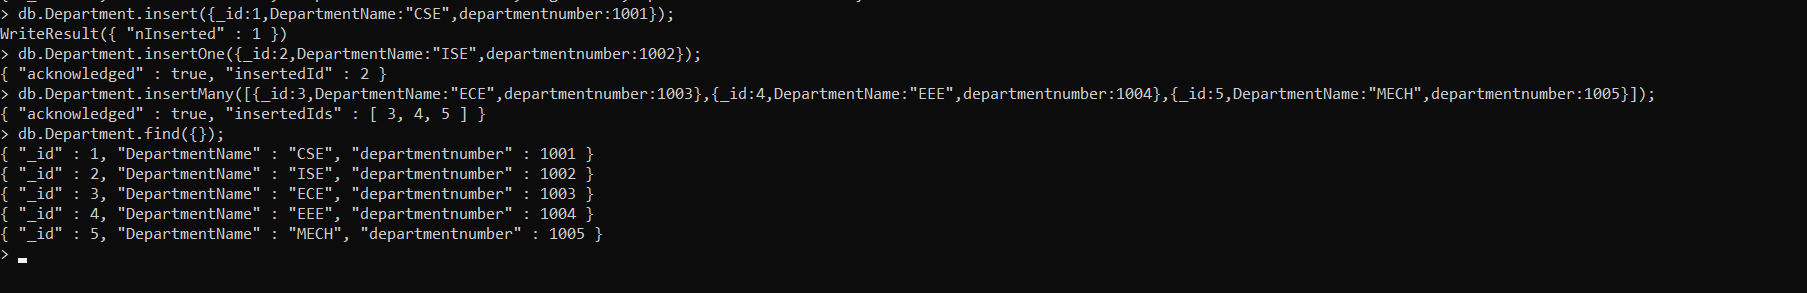 > db.Department.insert({_id:1,DepartmentName:"CSE",departmentnumber:1001});
WriteResult({ "nInserted" : 1 })
> db.Department.insertOne({_id:2,DepartmentName:"ISE",departmentnumber:1002});
{ "acknowledged" : true, "insertedId" : 2 }
> db.Department.insertMany([{_id:3,DepartmentName:"ECE",departmentnumber:1003},{_id:4,DepartmentName:"EEE",departmentnumber:1004},{_id:5,DepartmentName:"MECH",departmentnumber:1005}]);
{ "acknowledged" : true, "insertedIds" : [ 3, 4, 5 ] }
> db.Department.find({});
{ "_id" : 1, "DepartmentName" : "CSE", "departmentnumber" : 1001 }
{ "_id" : 2, "DepartmentName" : "ISE", "departmentnumber" : 1002 }
{ "_id" : 3, "DepartmentName" : "ECE", "departmentnumber" : 1003 }
{ "_id" : 4, "DepartmentName" : "EEE", "departmentnumber" : 1004 }
{ "_id" : 5, "DepartmentName" : "MECH", "departmentnumber" : 1005 }
>